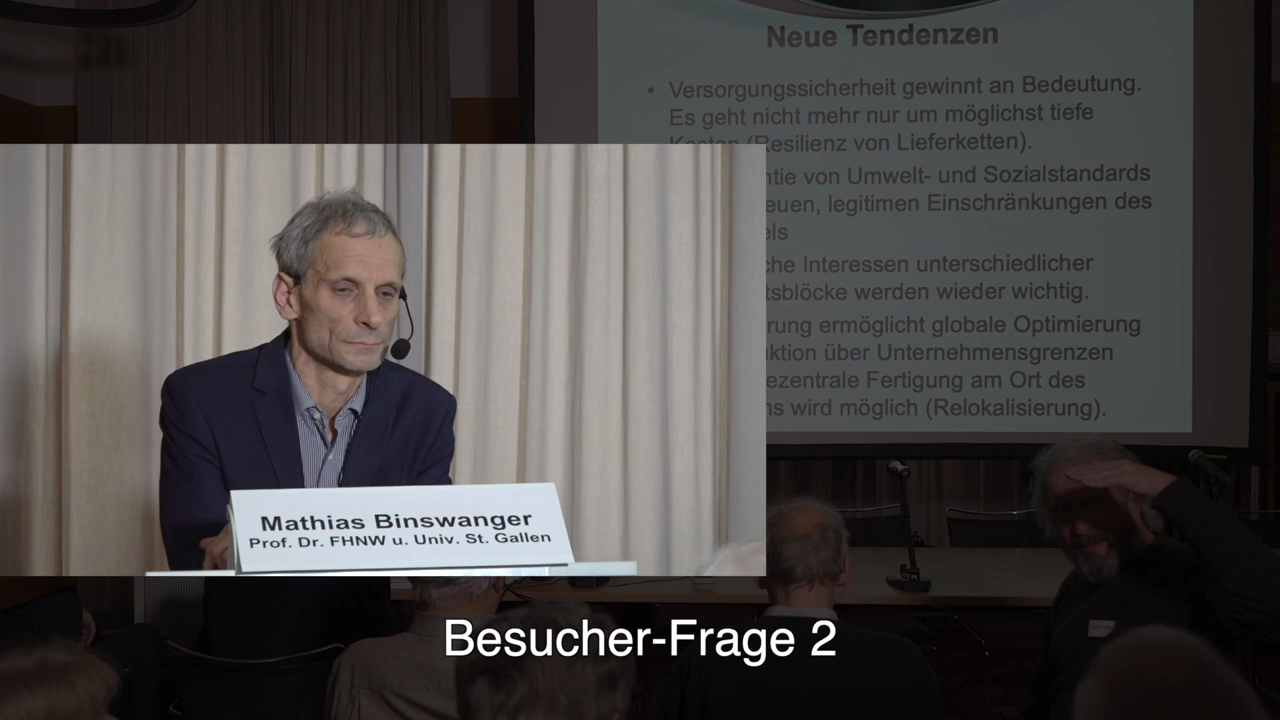 Neue Tendenzen
• Versorgungssicherheit gewinnt an Bedeutung.
Es geht nicht mehr nur um möglichst tiefe
Kosten (Resilienz von Lieferketten).
von Umwelt- und Sozialstandards
legitimen Einschränkungen des
Interessen unterschiedlicher
werden wieder wichtig.
ermöglicht globale Optimierung
über Unternehmensgrenzen
Fertigung am Ort des
wird möglich (Relokalisierung).
Mathias Binswanger
Prof. Dr. FHNW u. Univ. St. Gallen
Besucher-Frage 2